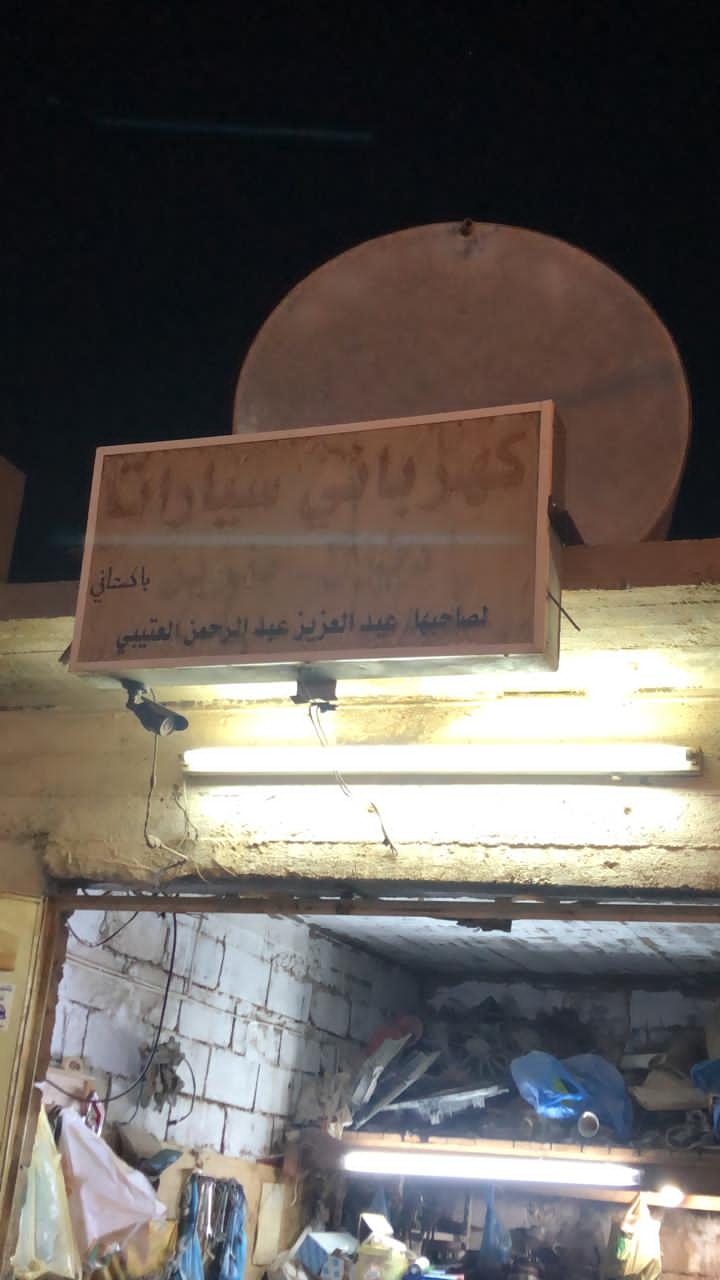 كهربائي سيارات
باكستاني
لصاحبها/ عبد العزيز عبد الرحمن العتيبي